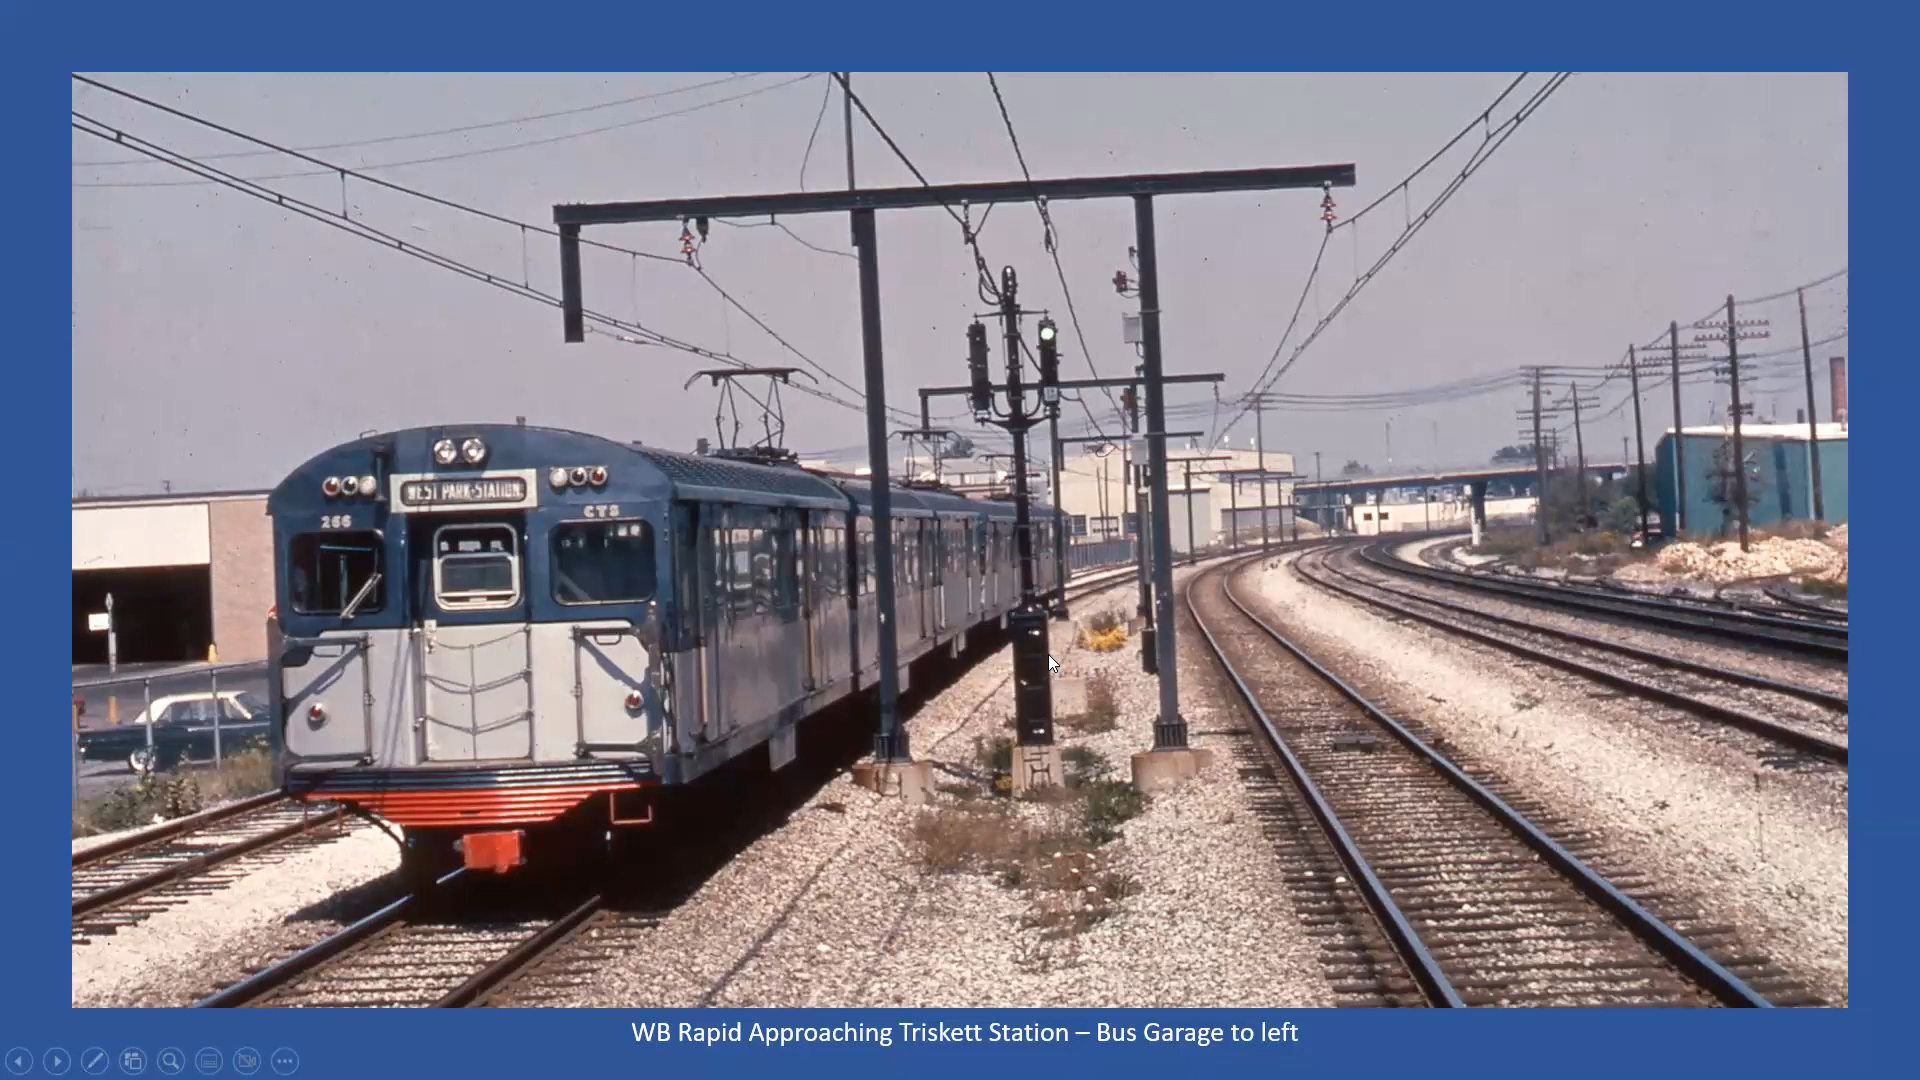 WEST PARK STATION
266
CTS
WB Rapid Approaching Triskett Station – Bus Garage to left